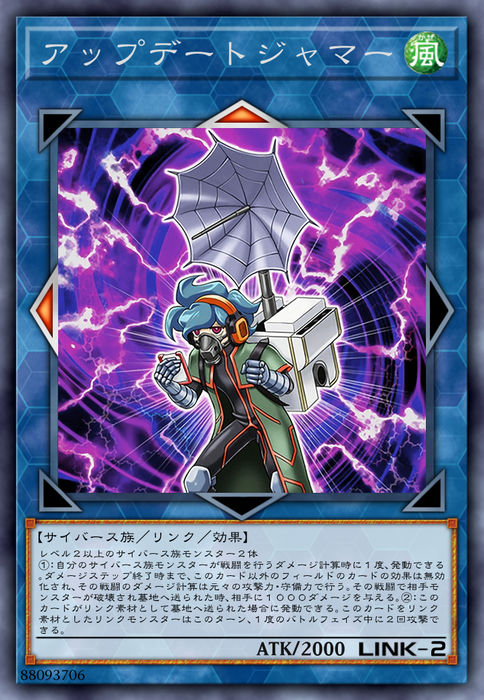 アップデートジャマー
風
かぜ
【サイバース族／リンク／効果】
レベル２以上のサイバース族モンスター２体
①：自分のサイバース族モンスターが戦闘を行うダメージ計算時に１度、発動できる
。ダメージステップ終了時まで、このカード以外のフィールドのカードの効果は無効
化され、その戦闘のダメージ計算は元々の攻撃力・守備力で行う。その戦闘で相手モ
ンスターが破壊され墓地へ送られた時、相手に１０００ダメージを与える。②：こ
のカードがリンク素材として墓地へ送られた場合に発動できる。このカードをリンク
素材としたリンクモンスターはこのターン、１度のバトルフェイズ中に２回攻撃で
きる。
ATK/2000 LINK-2
88093706